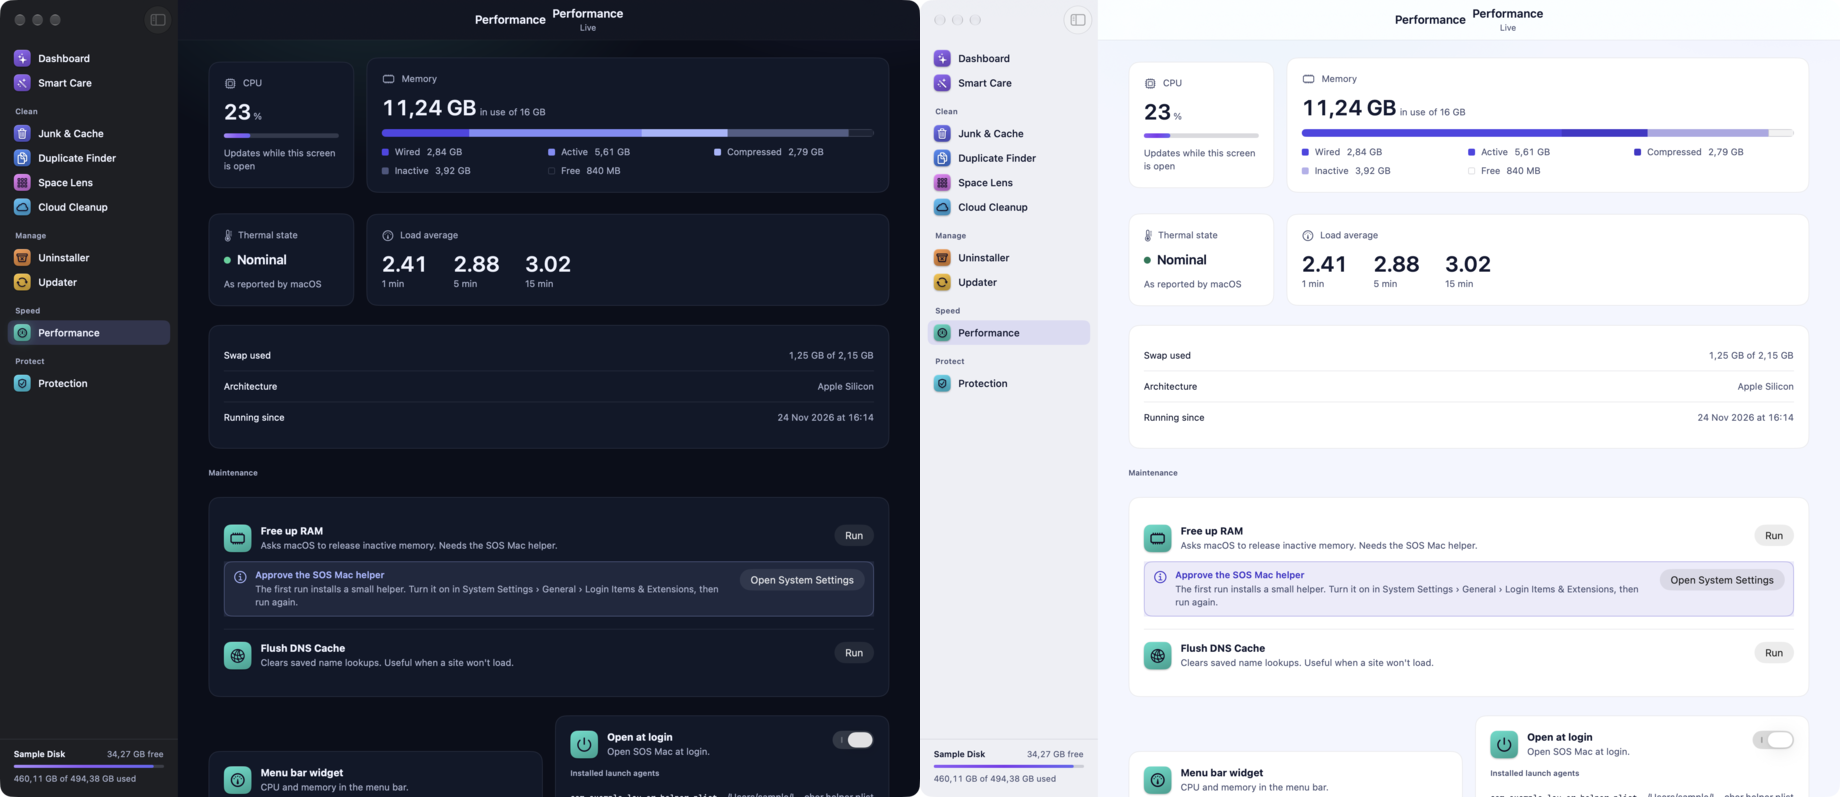 Performance
Performance
Live
Dashboard
Smart Care
Clean
Junk & Cache
Duplicate Finder
Space Lens
Cloud Cleanup
Manage
Uninstaller
Updater
Speed
Performance
Protect
Protection
Sample Disk 34,27 GB free
460,11 GB of 494,38 GB used
CPU
23 %
Updates while this screen
is open
Memory
11,24 GB in use of 16 GB
Wired 2,84 GB Active 5,61 GB Compressed 2,79 GB
Inactive 3,92 GB Free 840 MB
Thermal state
Nominal
As reported by macOS
Load average
2.41 2.88 3.02
1 min 5 min 15 min
Swap used 1,25 GB of 2,15 GB
Architecture Apple Silicon
Running since 24 Nov 2026 at 16:14
Maintenance
Free up RAM
Asks macOS to release inactive memory. Needs the SOS Mac helper.
Run
Approve the SOS Mac helper
The first run installs a small helper. Turn it on in System Settings › General › Login Items & Extensions, then
run again.
Open System Settings
Flush DNS Cache
Clears saved name lookups. Useful when a site won't load.
Run
Menu bar widget
CPU and memory in the menu bar.
Open at login
Open SOS Mac at login.
Installed launch agents
Performance
Performance
Live
Dashboard
Smart Care
Clean
Junk & Cache
Duplicate Finder
Space Lens
Cloud Cleanup
Manage
Uninstaller
Updater
Speed
Performance
Protect
Protection
Sample Disk 34,27 GB free
460,11 GB of 494,38 GB used
CPU
23 %
Updates while this screen
is open
Memory
11,24 GB in use of 16 GB
Wired 2,84 GB Active 5,61 GB Compressed 2,79 GB
Inactive 3,92 GB Free 840 MB
Thermal state
Nominal
As reported by macOS
Load average
2.41 2.88 3.02
1 min 5 min 15 min
Swap used 1,25 GB of 2,15 GB
Architecture Apple Silicon
Running since 24 Nov 2026 at 16:14
Maintenance
Free up RAM
Asks macOS to release inactive memory. Needs the SOS Mac helper.
Run
Approve the SOS Mac helper
The first run installs a small helper. Turn it on in System Settings › General › Login Items & Extensions, then
run again.
Open System Settings
Flush DNS Cache
Clears saved name lookups. Useful when a site won't load.
Run
Menu bar widget
CPU and memory in the menu bar.
Open at login
Open SOS Mac at login.
Installed launch agents